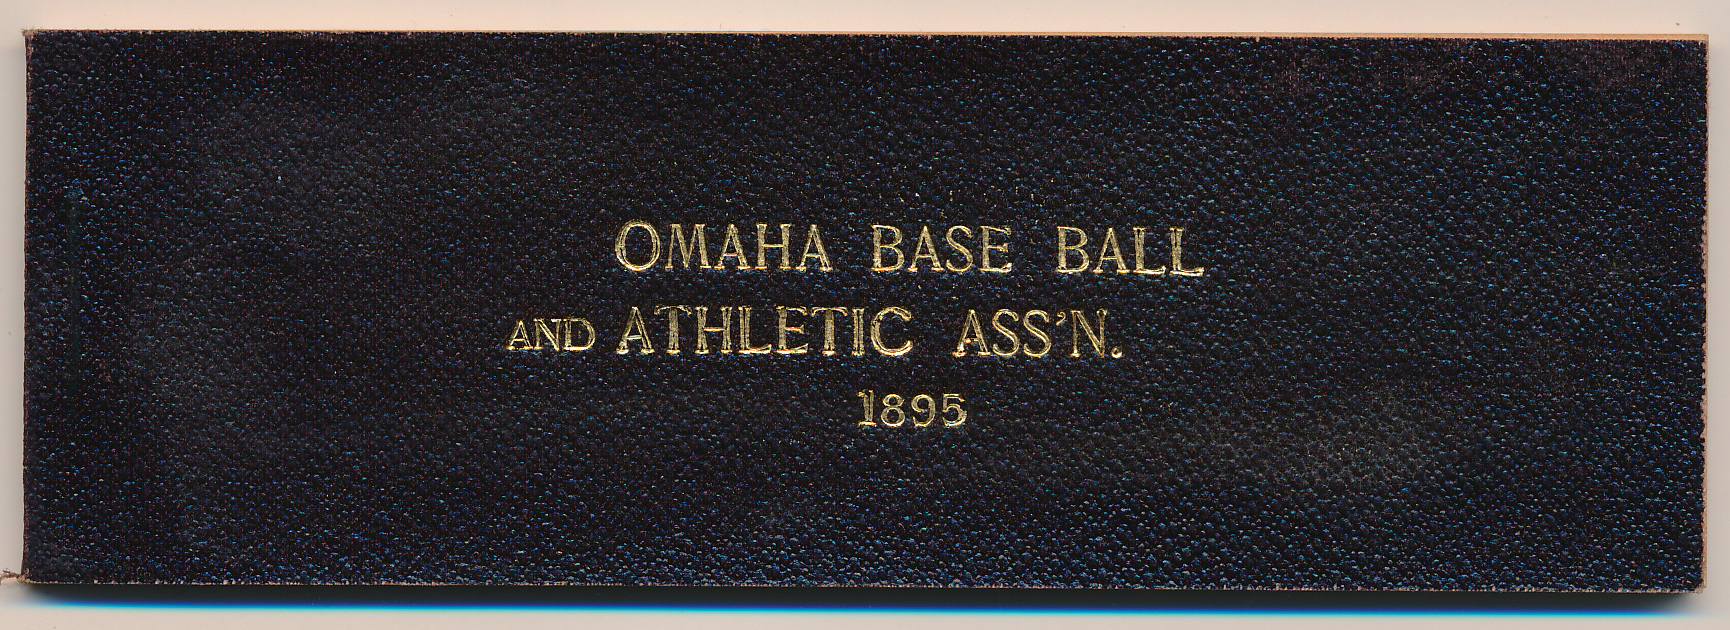 OMAHA BASE BALL
AND ATHLETIC ASS'N.
1895